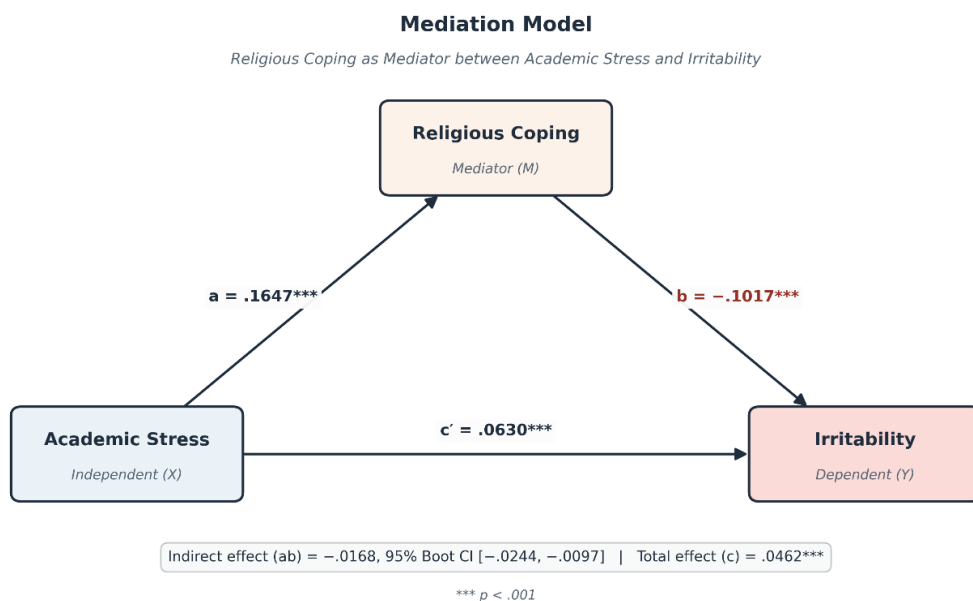 Mediation Model
Religious Coping as Mediator between Academic Stress and Irritability
Religious Coping
Mediator (M)
a = .1647***
b = −.1017***
c′ = .0630***
Academic Stress
Independent (X)
Irritability
Dependent (Y)
Indirect effect (ab) = −.0168, 95% Boot CI [−.0244, −.0097]   |   Total effect (c) = .0462***
*** p < .001